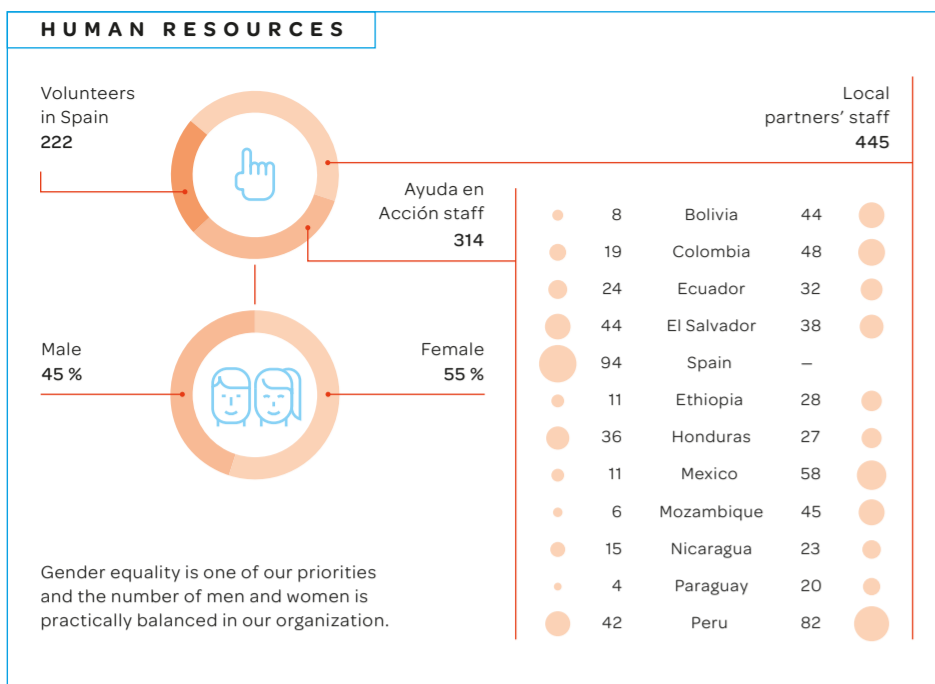 HUMAN RESOURCES
Volunteers
in Spain
222
Local
partners' staff
445
Ayuda en
Acción staff
314
8 Bolivia 44
19 Colombia 48
24 Ecuador 32
44 El Salvador 38
94 Spain –
11 Ethiopia 28
36 Honduras 27
11 Mexico 58
6 Mozambique 45
15 Nicaragua 23
4 Paraguay 20
42 Peru 82
Male
45 %
Female
55 %
Gender equality is one of our priorities
and the number of men and women is
practically balanced in our organization.